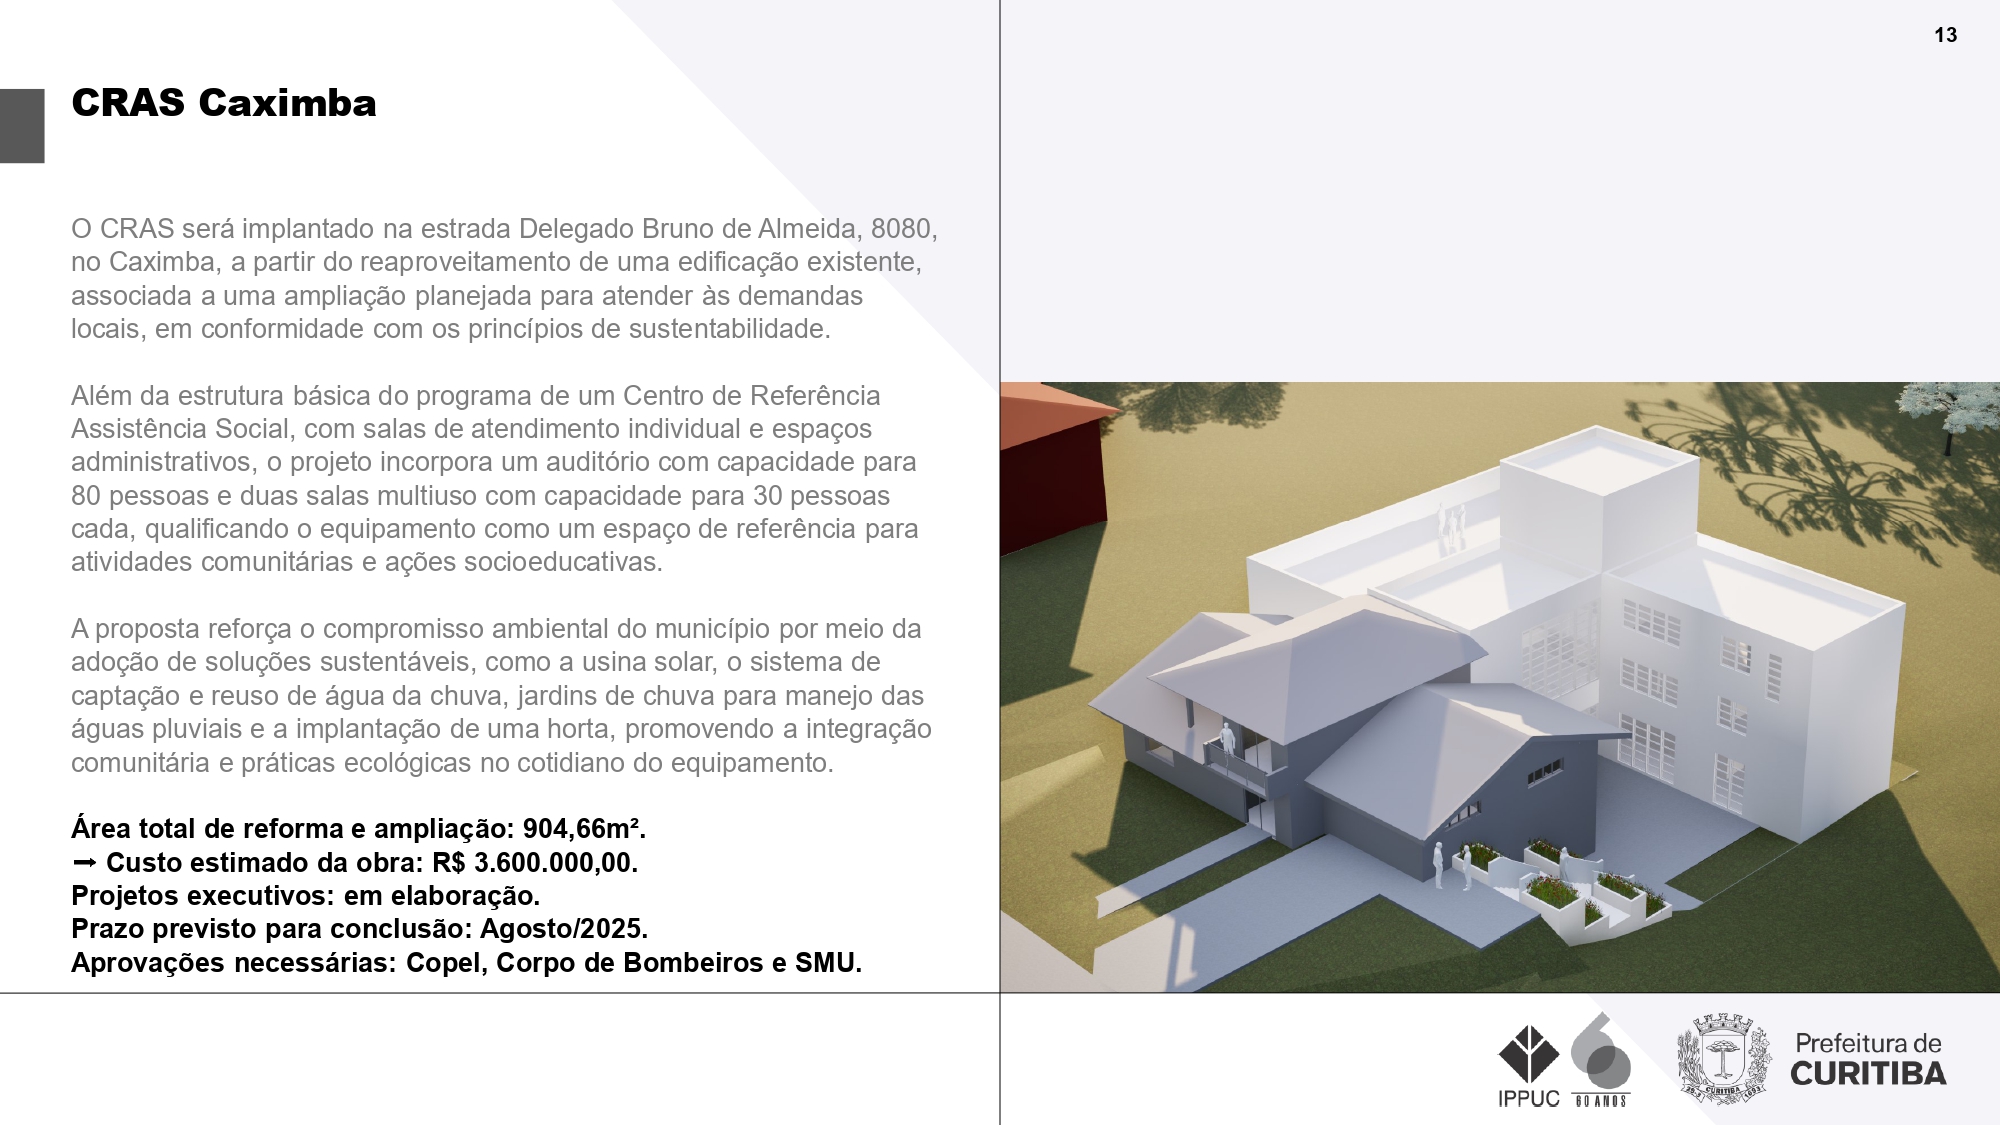 13
CRAS Caximba
O CRAS será implantado na estrada Delegado Bruno de Almeida, 8080,
no Caximba, a partir do reaproveitamento de uma edificação existente,
associada a uma ampliação planejada para atender às demandas
locais, em conformidade com os princípios de sustentabilidade.
Além da estrutura básica do programa de um Centro de Referência
Assistência Social, com salas de atendimento individual e espaços
administrativos, o projeto incorpora um auditório com capacidade para
80 pessoas e duas salas multiuso com capacidade para 30 pessoas
cada, qualificando o equipamento como um espaço de referência para
atividades comunitárias e ações socioeducativas.
A proposta reforça o compromisso ambiental do município por meio da
adoção de soluções sustentáveis, como a usina solar, o sistema de
captação e reuso de água da chuva, jardins de chuva para manejo das
águas pluviais e a implantação de uma horta, promovendo a integração
comunitária e práticas ecológicas no cotidiano do equipamento.
Área total de reforma e ampliação: 904,66m².
➞ Custo estimado da obra: R$ 3.600.000,00.
Projetos executivos: em elaboração.
Prazo previsto para conclusão: Agosto/2025.
Aprovações necessárias: Copel, Corpo de Bombeiros e SMU.
IPPUC
60 ANOS
29-3 CURITIBA 1693
Prefeitura de
CURITIBA